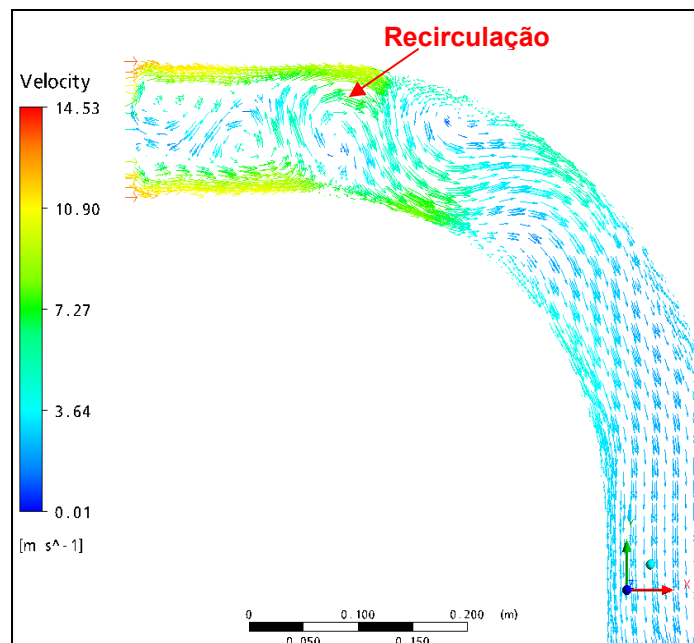 Recirculação
Velocity
14.53
10.90
7.27
3.64
0.01
[m s^-1]
Y
Z
X
0 0.100 0.200 (m)
0.050 0.150